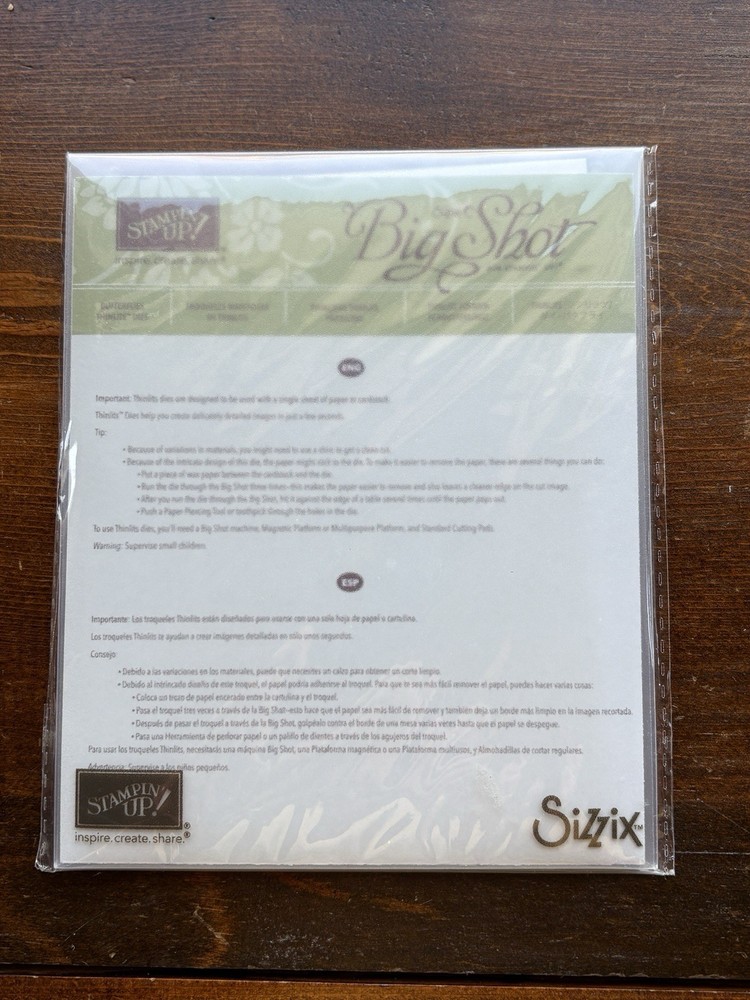 STAMPIN' UP!
inspire. create. share.
Big Shot
BUTTERFLIES
THINLITS™ DIES
ENG
Important: Thinlits dies are designed to be used with a single sheet of paper or cardstock.
Thinlits™ Dies help you create delicately detailed images in just a few seconds.
Tip:
• Because of variations in materials, you might need to use a shim to get a clean cut.
• Because of the intricate design of this die, the paper might stick to the die. To make it easier to remove the paper, there are several things you can do:
• Put a piece of wax paper between the cardstock and the die.
• Run the die through the Big Shot three times–this makes the paper easier to remove and also leaves a cleaner edge on the cut image.
• After you run the die through the Big Shot, hit it against the edge of a table several times until the paper pops out.
• Push a Paper-Piercing Tool or toothpick through the holes in the die.
To use Thinlits dies, you'll need a Big Shot machine, Magnetic Platform or Multipurpose Platform, and Standard Cutting Pads.
Warning: Supervise small children.
ESP
Importante: Los troqueles Thinlits están diseñados para usarse con una sola hoja de papel o cartulina.
Los troqueles Thinlits te ayudan a crear imágenes detalladas en sólo unos segundos.
Consejo:
• Debido a las variaciones en los materiales, puede que necesites un calzo para obtener un corte limpio.
• Debido al intrincado diseño de este troquel, el papel podría adherirse al troquel. Para que te sea más fácil remover el papel, puedes hacer varias cosas:
• Coloca un trozo de papel encerado entre la cartulina y el troquel.
• Pasa el troquel tres veces a través de la Big Shot–esto hace que el papel sea más fácil de remover y también deja un borde más limpio en la imagen recortada.
• Después de pasar el troquel a través de la Big Shot, golpéalo contra el borde de una mesa varias veces hasta que el papel se despegue.
• Pasa una Herramienta de perforar papel o un palillo de dientes a través de los agujeros del troquel.
Para usar los troqueles Thinlits, necesitarás una máquina Big Shot, una Plataforma magnética o una Plataforma multiusos, y Almohadillas de cortar regulares.
Advertencia: Supervise a los niños pequeños.
STAMPIN' UP!®
inspire. create. share.®
Sizzix™